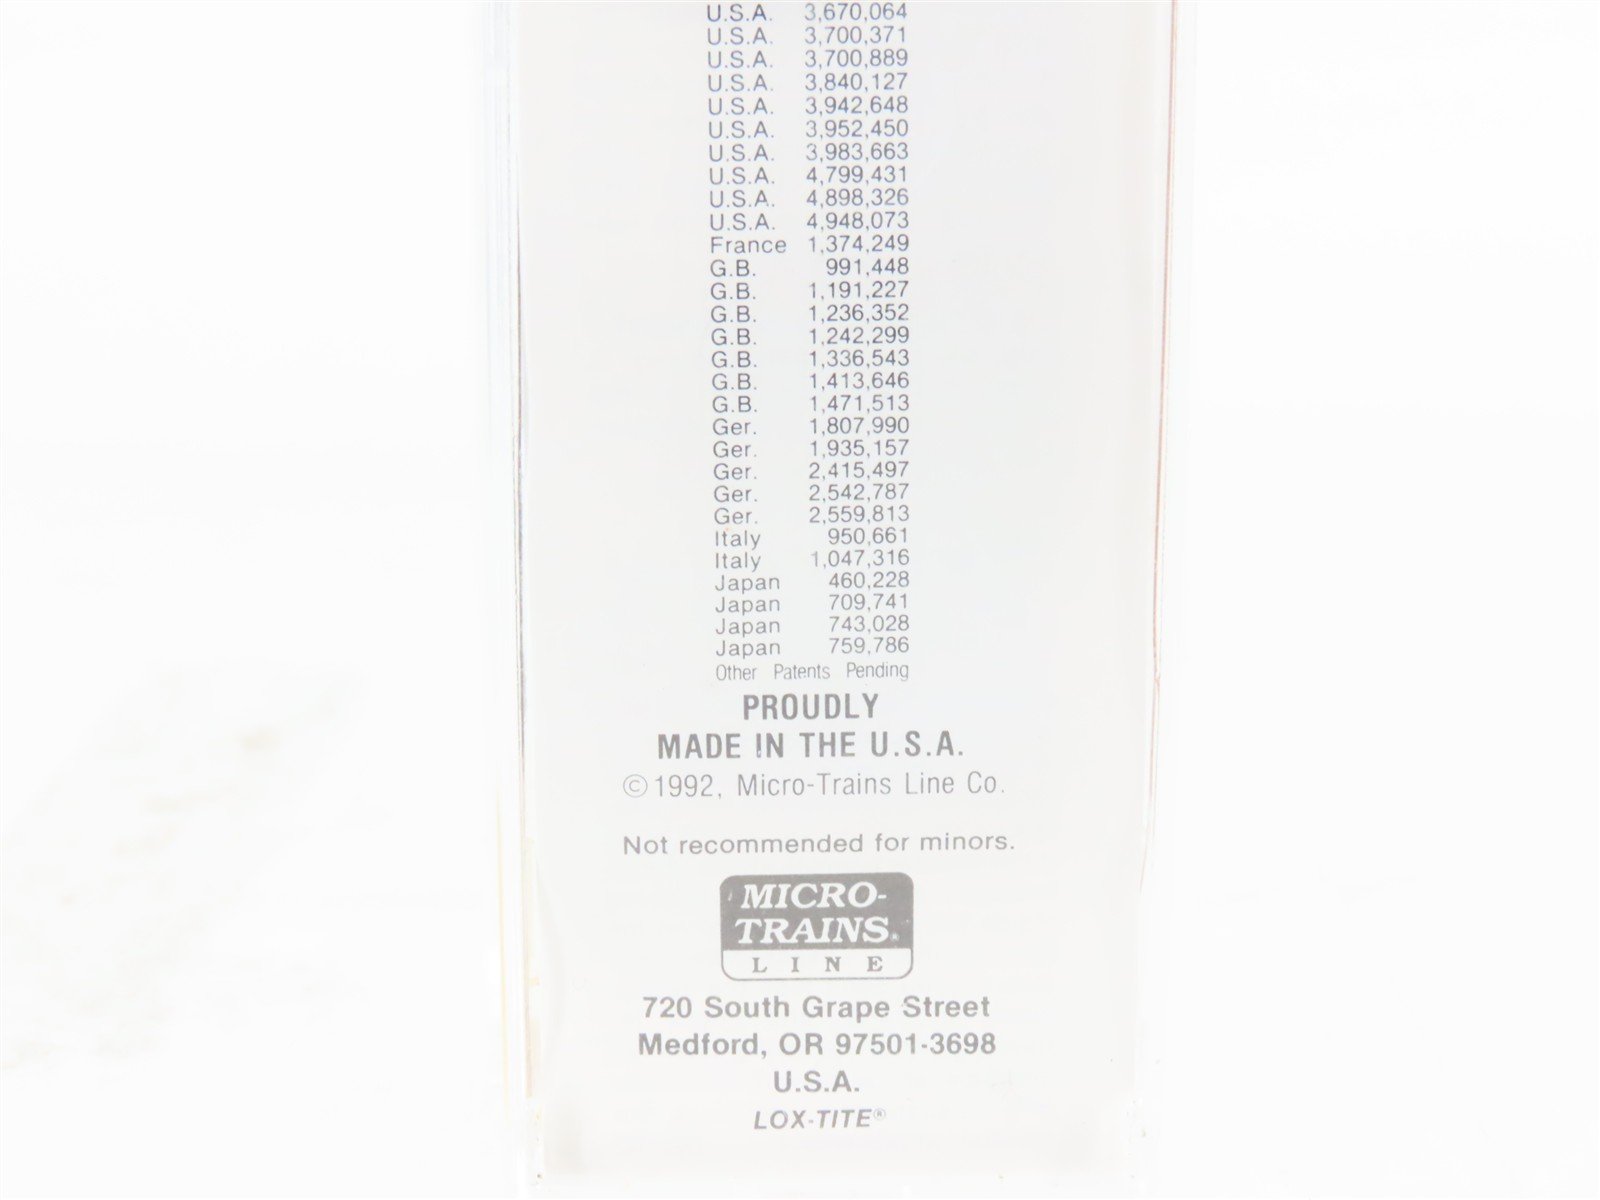 U.S.A. 3,670,064
U.S.A. 3,700,371
U.S.A. 3,700,889
U.S.A. 3,840,127
U.S.A. 3,942,648
U.S.A. 3,952,450
U.S.A. 3,983,663
U.S.A. 4,799,431
U.S.A. 4,898,326
U.S.A. 4,948,073
France 1,374,249
G.B. 991,448
G.B. 1,191,227
G.B. 1,236,352
G.B. 1,242,299
G.B. 1,336,543
G.B. 1,413,646
G.B. 1,471,513
Ger. 1,807,990
Ger. 1,935,157
Ger. 2,415,497
Ger. 2,542,787
Ger. 2,559,813
Italy 950,661
Italy 1,047,316
Japan 460,228
Japan 709,741
Japan 743,028
Japan 759,786
Other Patents Pending
PROUDLY
MADE IN THE U.S.A.
©1992, Micro-Trains Line Co.
Not recommended for minors.
MICRO-
TRAINS®
LINE
720 South Grape Street
Medford, OR 97501-3698
U.S.A.
LOX-TITE®